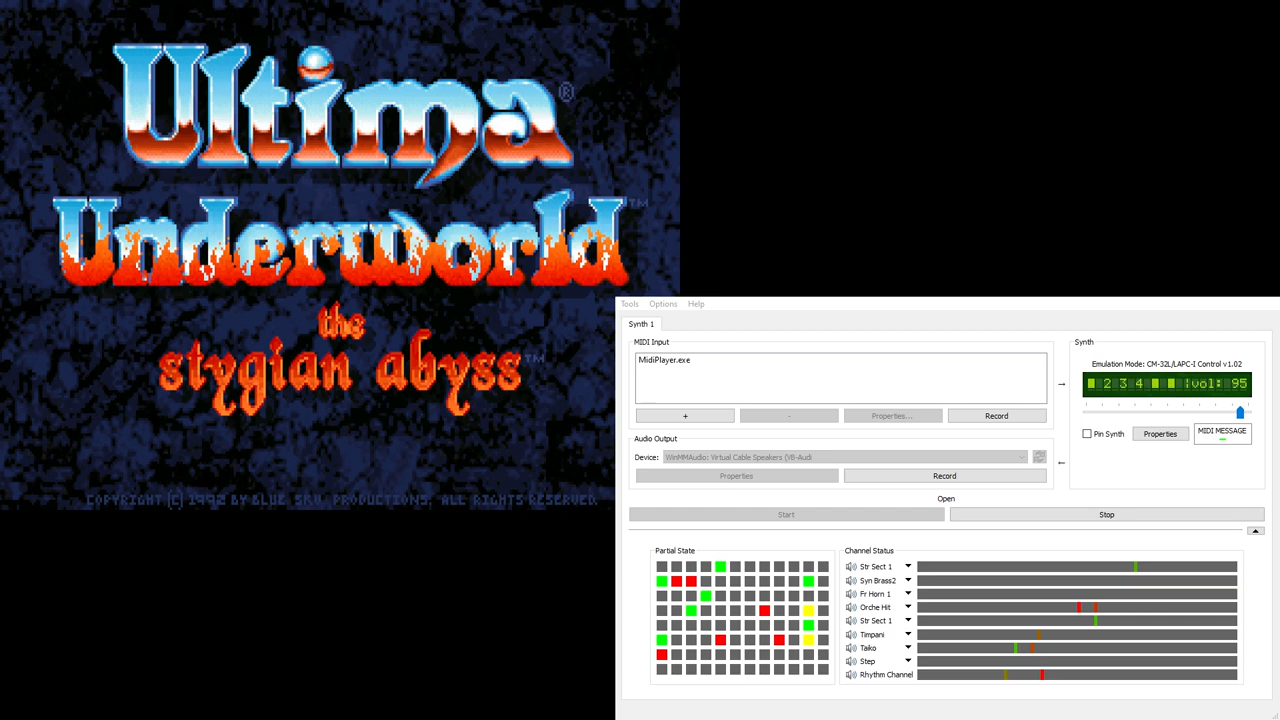 Ultima®
Underworld™
the
stygian abyss™
COPYRIGHT (C) 1992 BY BLUE SKY PRODUCTIONS, ALL RIGHTS RESERVED.
Tools Options Help
Synth 1
MIDI Input
MidiPlayer.exe
+ - Properties... Record
Audio Output
Device: WinMMAudio: Virtual Cable Speakers (VB-Audi
Properties Record
→
←
Synth
Emulation Mode: CM-32L/LAPC-I Control v1.02
2 3 4 |vol: 95
Pin Synth Properties MIDI MESSAGE
Open
Start Stop
Partial State
Channel Status
Str Sect 1
Syn Brass2
Fr Horn 1
Orche Hit
Str Sect 1
Timpani
Taiko
Step
Rhythm Channel